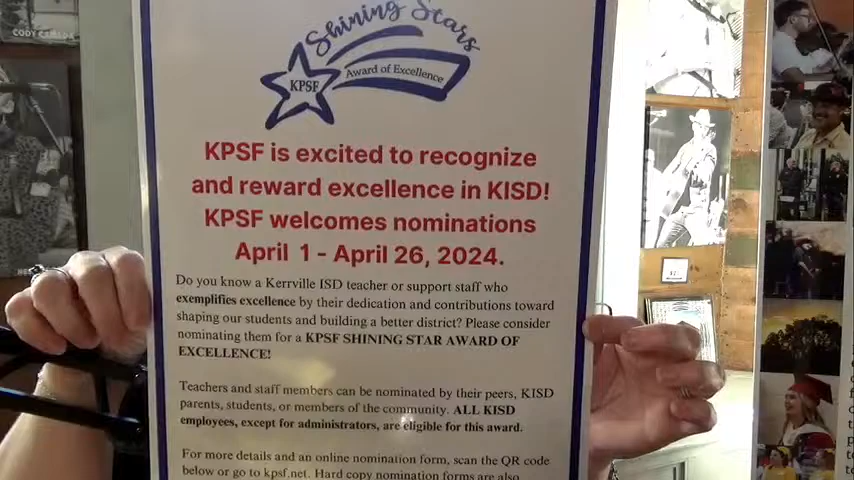 CODY CANADA
Shining Stars
Award of Excellence
KPSF
KPSF is excited to recognize
and reward excellence in KISD!
KPSF welcomes nominations
April 1 - April 26, 2024.
Do you know a Kerrville ISD teacher or support staff who
exemplifies excellence by their dedication and contributions toward
shaping our students and building a better district? Please consider
nominating them for a KPSF SHINING STAR AWARD OF
EXCELLENCE!
Teachers and staff members can be nominated by their peers, KISD
parents, students, or members of the community. ALL KISD
employees, except for administrators, are eligible for this award.
For more details and an online nomination form, scan the QR code
below or go to kpsf.net. Hard copy nomination forms are also